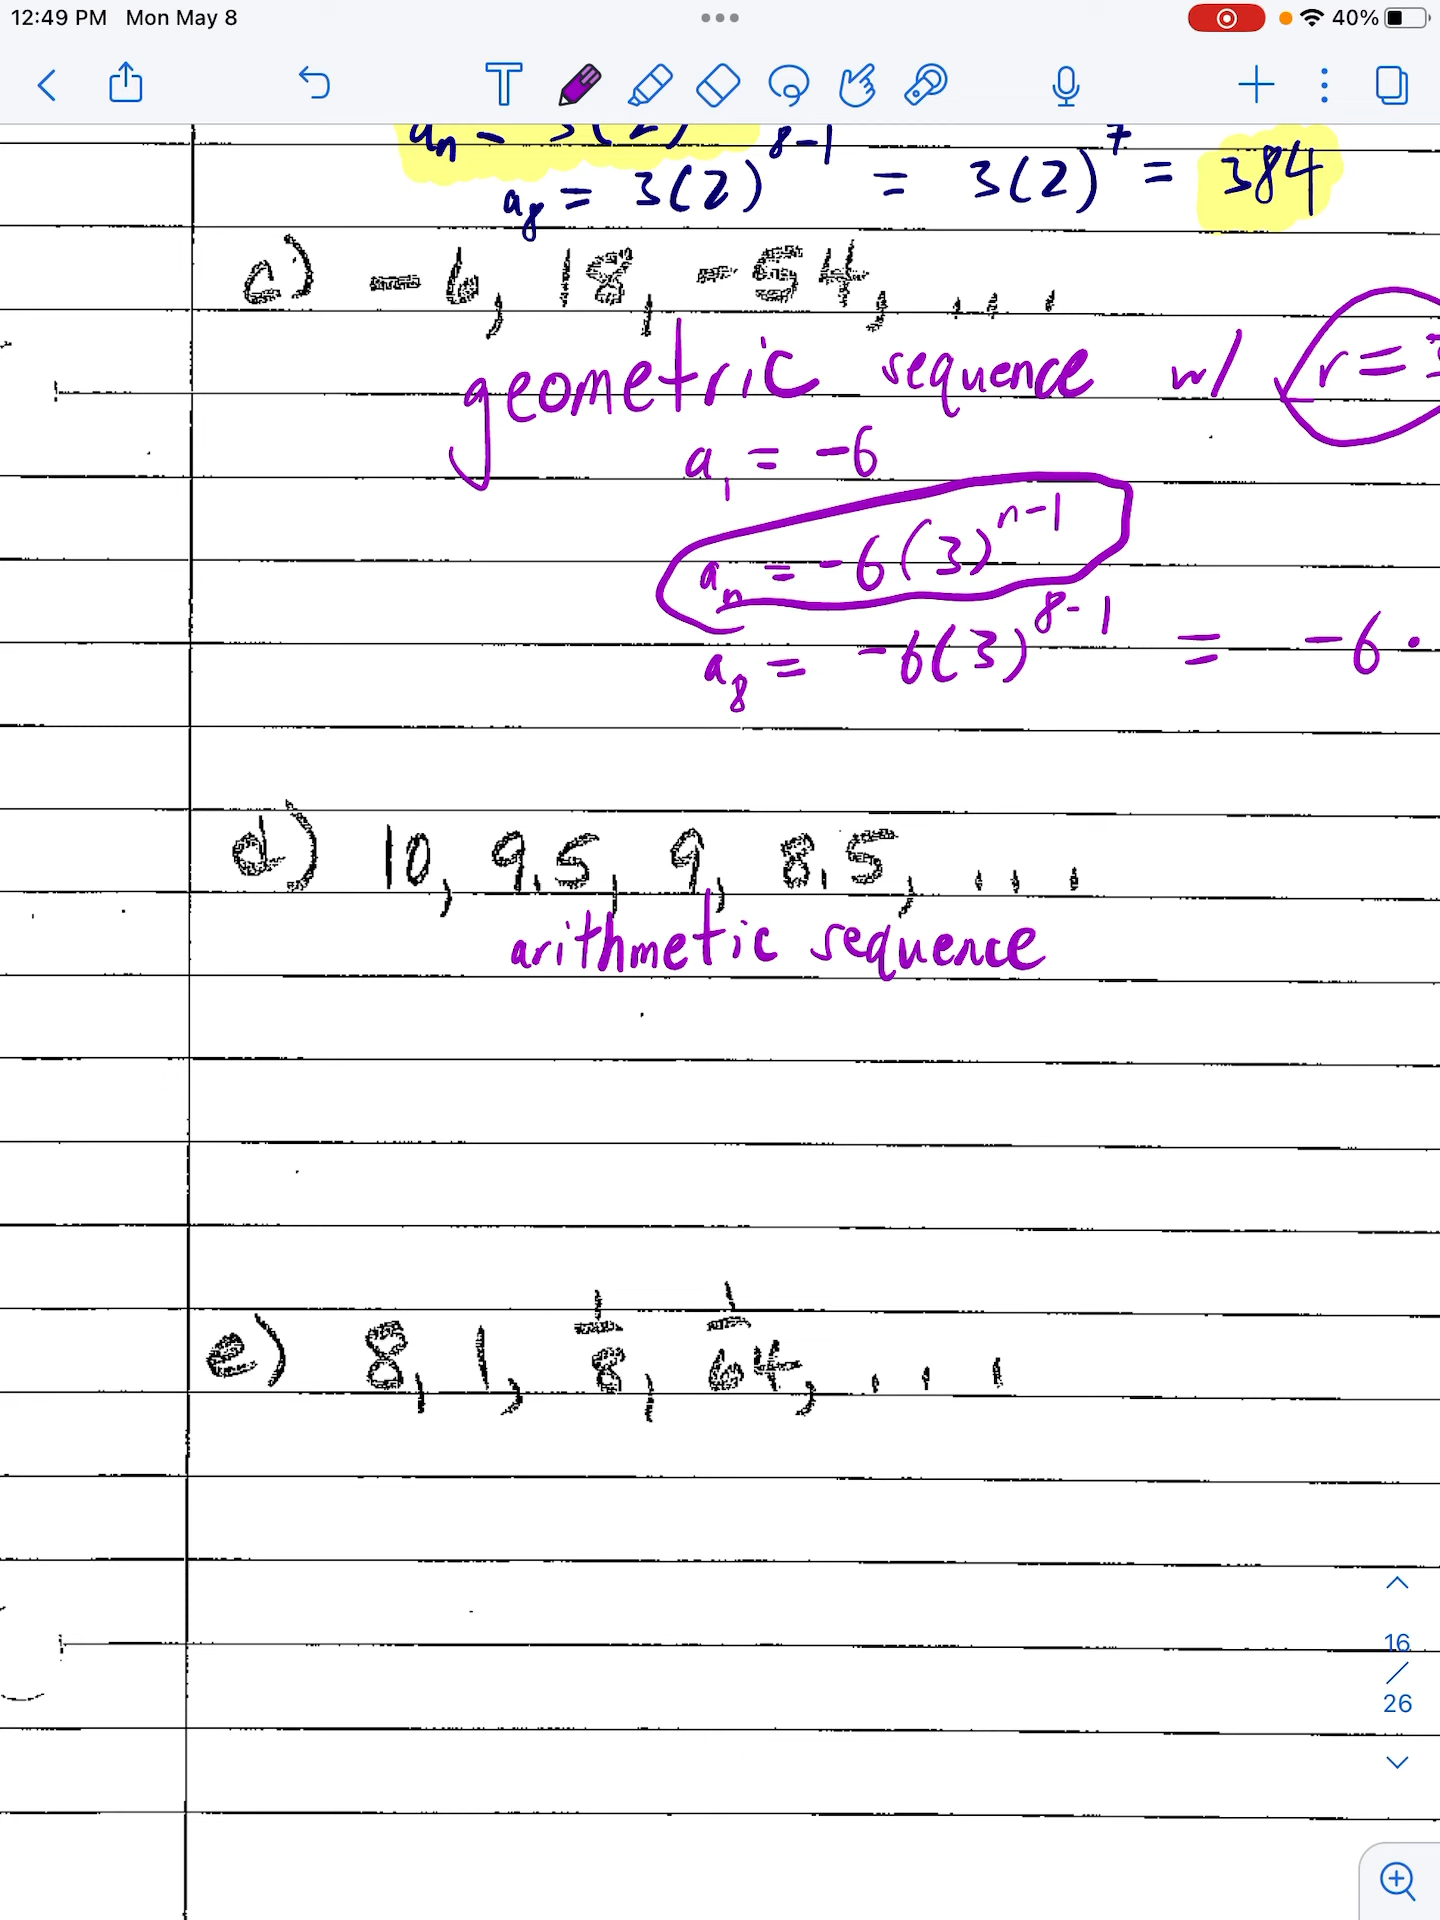 12:49 PM Mon May 8
40%
T
8-1
a₈ = 3(2)⁸⁻¹ = 3(2)⁷ = 384
c) -6, 18, -54, ...,
geometric sequence w/ r =
a₁ = -6
aₙ = -6(3)ⁿ⁻¹
a₈ = -6(3)⁸⁻¹ = -6 ·
d) 10, 9.5, 9, 8.5, ...
arithmetic sequence
e) 8, 1, 1/8, 1/64, ...
16
/
26